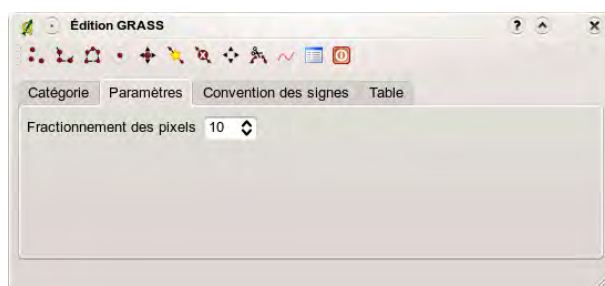 Édition GRASS
Catégorie Paramètres Convention des signes Table
Fractionnement des pixels 10